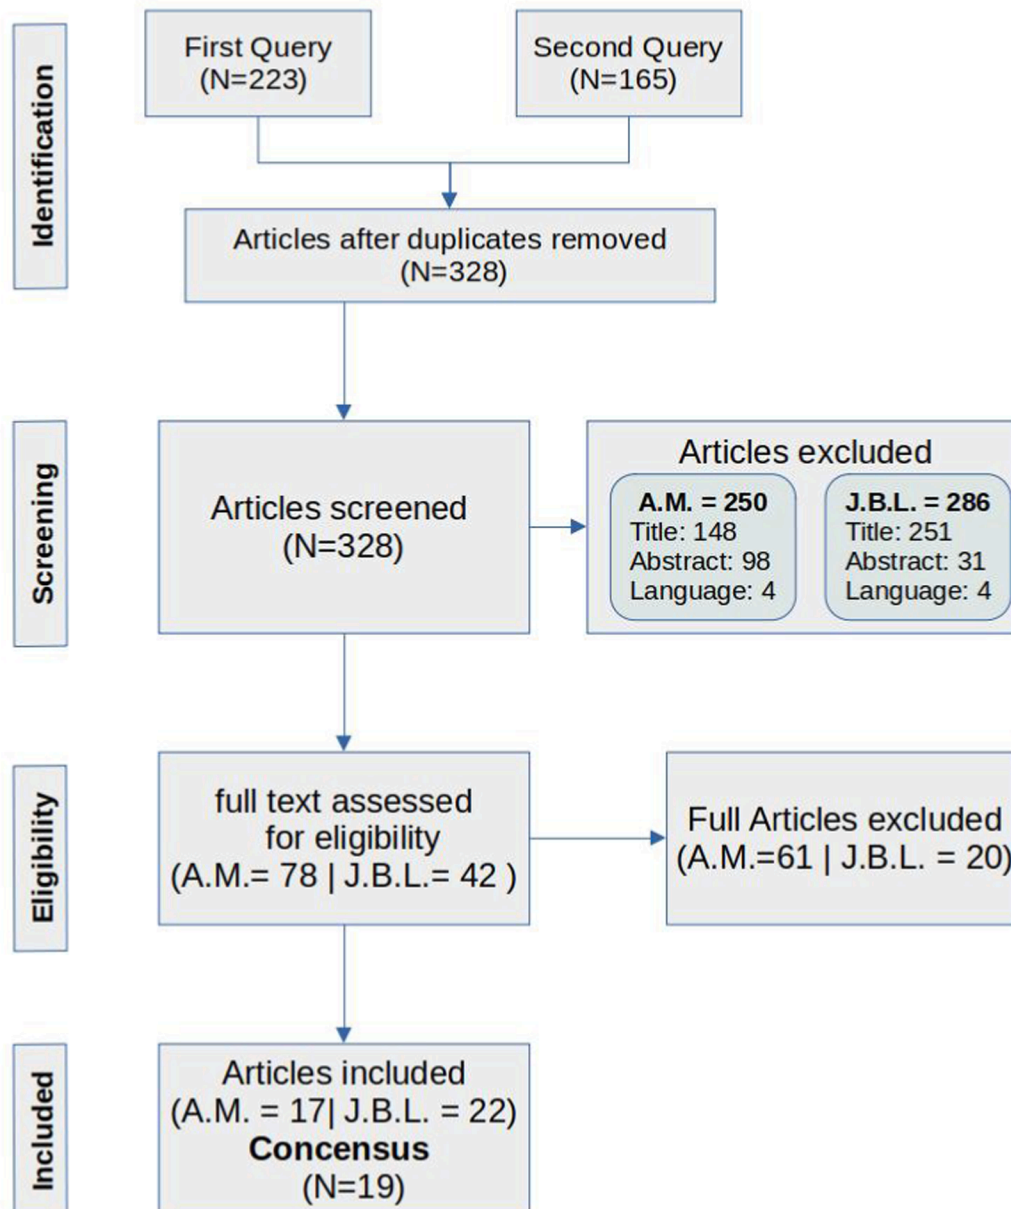 Identification
First Query
(N=223)
Second Query
(N=165)
Articles after duplicates removed
(N=328)
Screening
Articles screened
(N=328)
Articles excluded
A.M. = 250
Title: 148
Abstract: 98
Language: 4
J.B.L. = 286
Title: 251
Abstract: 31
Language: 4
Eligibility
full text assessed
for eligibility
(A.M.= 78 | J.B.L.= 42 )
Full Articles excluded
(A.M.=61 | J.B.L. = 20)
Included
Articles included
(A.M. = 17| J.B.L. = 22)
Concensus
(N=19)